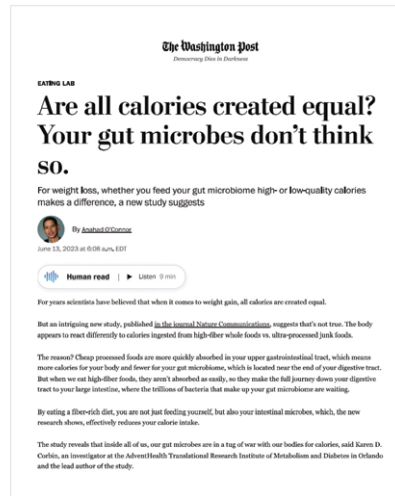 The Washington Post
Democracy Dies in Darkness
EATING LAB
Are all calories created equal?
Your gut microbes don't think
so.
For weight loss, whether you feed your gut microbiome high- or low-quality calories
makes a difference, a new study suggests
By Anahad O'Connor
June 13, 2023 at 6:06 a.m. EDT
Human read | Listen 9 min
For years scientists have believed that when it comes to weight gain, all calories are created equal.
But an intriguing new study, published in the journal Nature Communications, suggests that's not true. The body
appears to react differently to calories ingested from high-fiber whole foods vs. ultra-processed junk foods.
The reason? Cheap processed foods are more quickly absorbed in your upper gastrointestinal tract, which means
more calories for your body and fewer for your gut microbiome, which is located near the end of your digestive tract.
But when we eat high-fiber foods, they aren't absorbed as easily, so they make the full journey down your digestive
tract to your large intestine, where the trillions of bacteria that make up your gut microbiome are waiting.
By eating a fiber-rich diet, you are not just feeding yourself, but also your intestinal microbes, which, the new
research shows, effectively reduces your calorie intake.
The study reveals that inside all of us, our gut microbes are in a tug of war with our bodies for calories, said Karen D.
Corbin, an investigator at the AdventHealth Translational Research Institute of Metabolism and Diabetes in Orlando
and the lead author of the study.